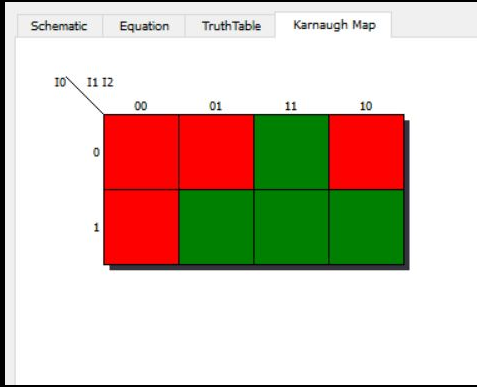 Schematic Equation TruthTable Karnaugh Map
I0 I1 I2
00 01 11 10
0
1